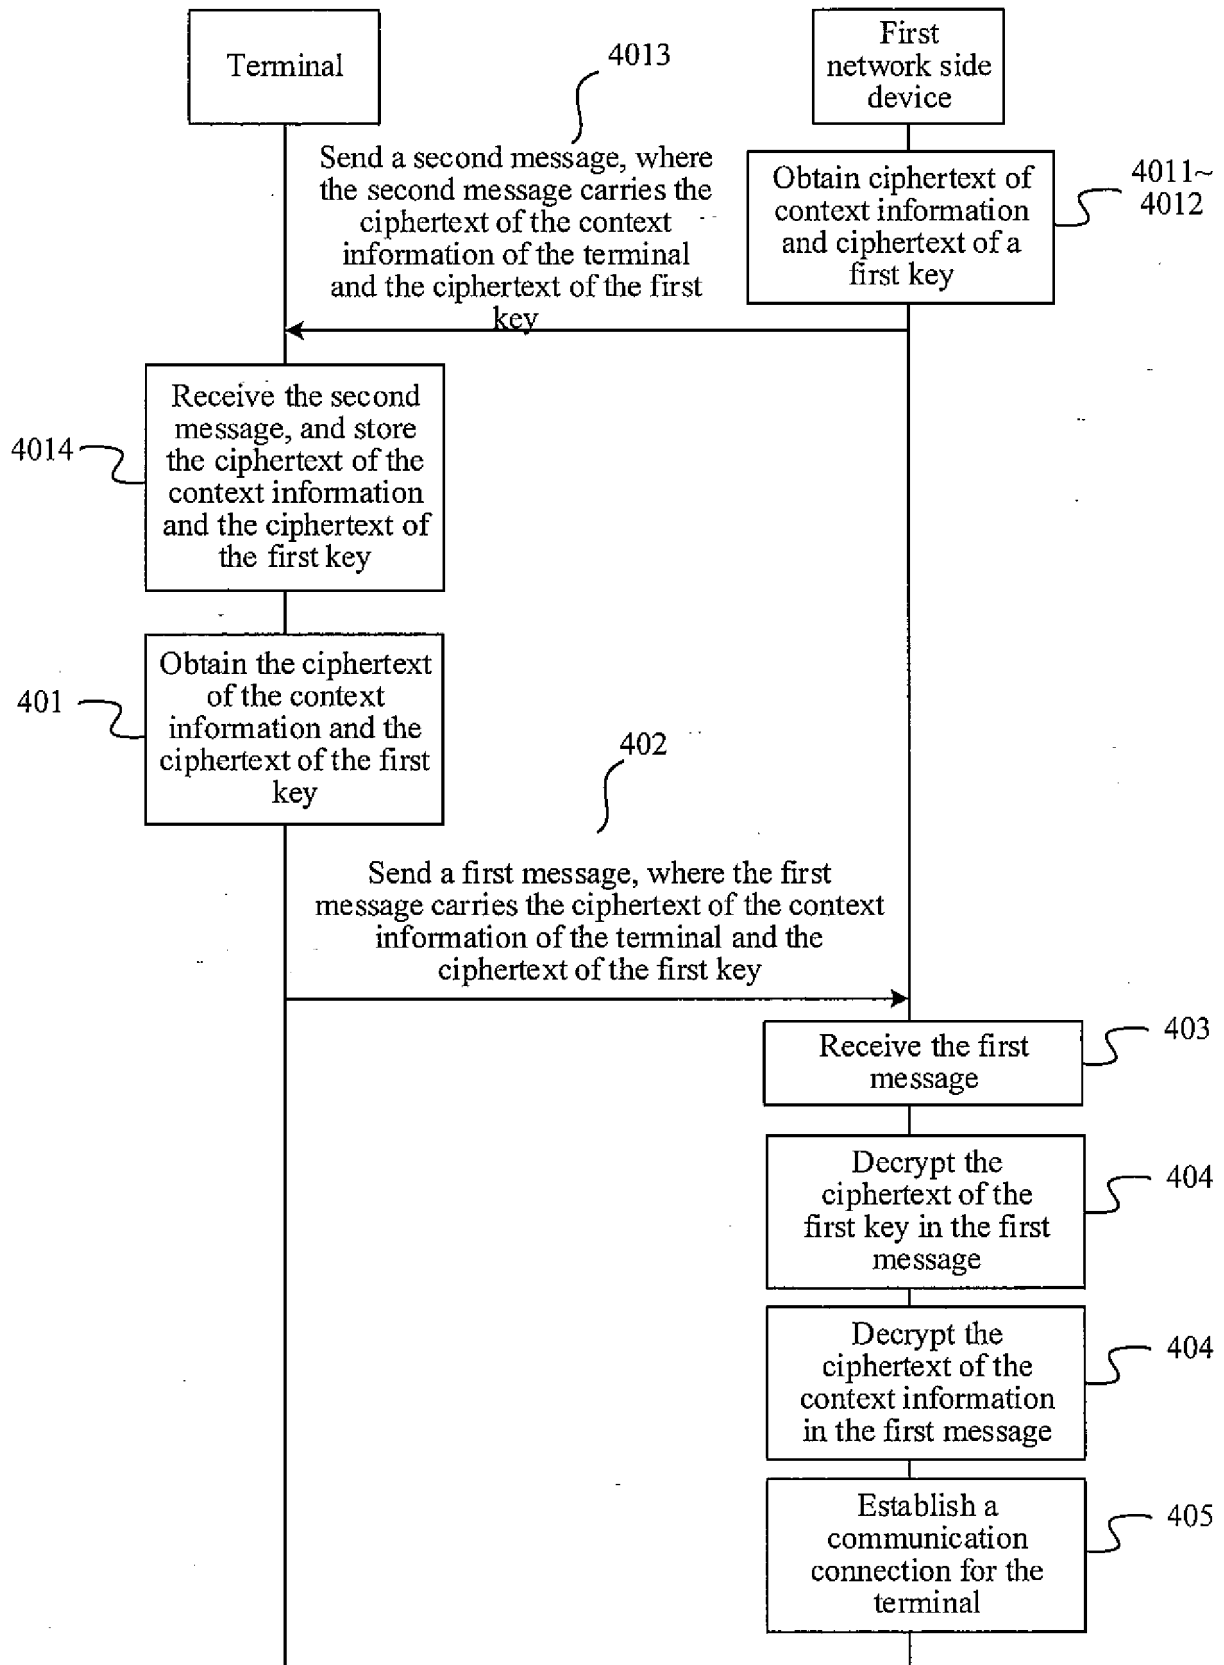 Terminal
First
network side
device
4013
Send a second message, where
the second message carries the
ciphertext of the context
information of the terminal
and the ciphertext of the first
key
Obtain ciphertext of
context information
and ciphertext of a
first key
4011~
4012
Receive the second
message, and store
the ciphertext of the
context information
and the ciphertext of
the first key
4014
Obtain the ciphertext
of the context
information and the
ciphertext of the first
key
401
402
Send a first message, where the first
message carries the ciphertext of the context
information of the terminal and the
ciphertext of the first key
Receive the first
message
403
Decrypt the
ciphertext of the
first key in the first
message
404
Decrypt the
ciphertext of the
context information
in the first message
404
Establish a
communication
connection for the
terminal
405